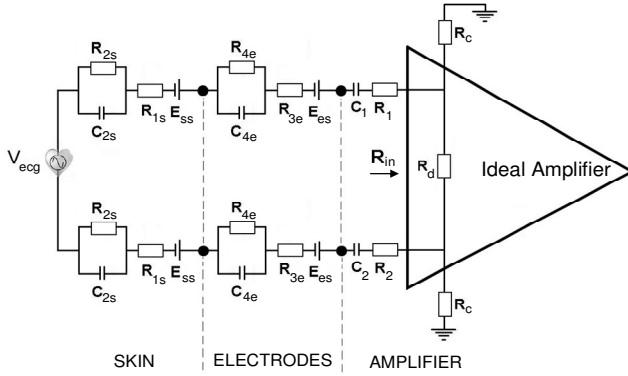 R2s
C2s
R1s
Ess
R4e
C4e
R3e
Ees
C1
R1
Rc
Vecg
Rin
Rd
Ideal Amplifier
R2s
C2s
R1s
Ess
R4e
C4e
R3e
Ees
C2
R2
Rc
SKIN
ELECTRODES
AMPLIFIER